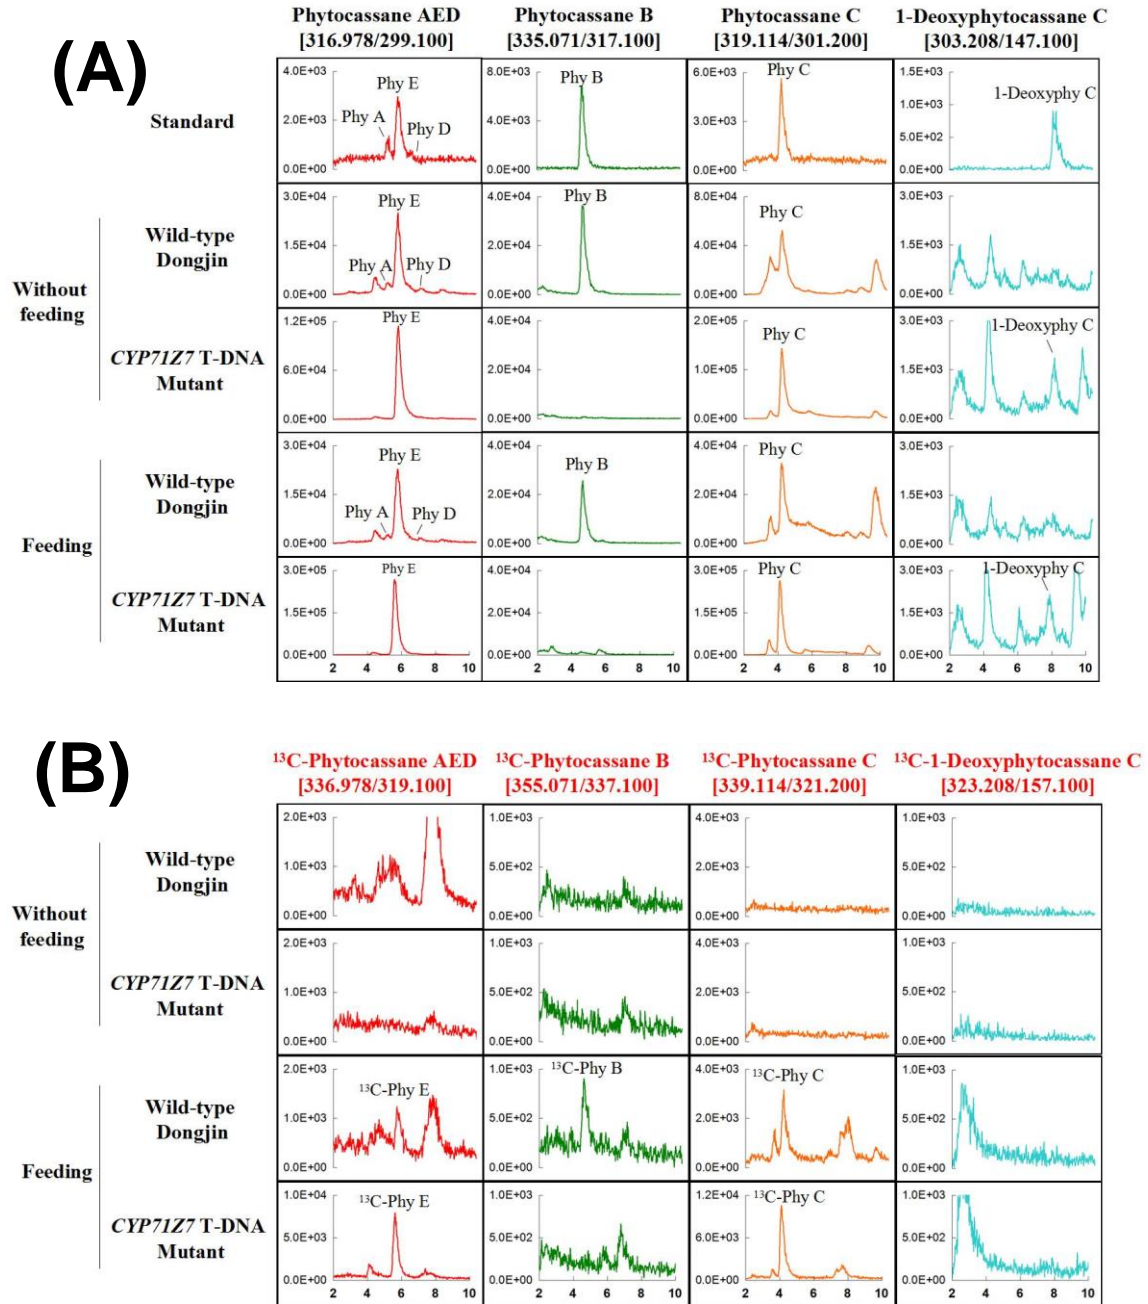 (A)
Phytocassane AED
[316.978/299.100]
Phytocassane B
[335.071/317.100]
Phytocassane C
[319.114/301.200]
1-Deoxyphytocassane C
[303.208/147.100]
Standard
4.0E+03
2.0E+03
0.0E+00
Phy A
Phy E
Phy D
8.0E+03
4.0E+03
0.0E+00
Phy B
6.0E+03
3.0E+03
0.0E+00
Phy C
1.5E+03
1.0E+03
5.0E+02
0.0E+00
1-Deoxyphy C
Without
feeding
Wild-type
Dongjin
3.0E+04
1.5E+04
0.0E+00
Phy E
Phy A
Phy D
4.0E+04
2.0E+04
0.0E+00
Phy B
8.0E+04
4.0E+04
0.0E+00
Phy C
3.0E+03
1.5E+03
0.0E+00
CYP71Z7 T-DNA
Mutant
1.2E+05
6.0E+04
0.0E+00
Phy E
4.0E+04
2.0E+04
0.0E+00
2.0E+05
1.0E+05
0.0E+00
Phy C
3.0E+03
1.5E+03
0.0E+00
1-Deoxyphy C
Feeding
Wild-type
Dongjin
3.0E+04
1.5E+04
0.0E+00
Phy E
Phy A
Phy D
4.0E+04
2.0E+04
0.0E+00
Phy B
4.0E+04
2.0E+04
0.0E+00
Phy C
3.0E+03
1.5E+03
0.0E+00
CYP71Z7 T-DNA
Mutant
3.0E+05
1.5E+05
0.0E+00
Phy E
4.0E+04
2.0E+04
0.0E+00
3.0E+05
1.5E+05
0.0E+00
Phy C
3.0E+03
1.5E+03
0.0E+00
1-Deoxyphy C
2 4 6 8 10
2 4 6 8 10
2 4 6 8 10
2 4 6 8 10
(B)
¹³C-Phytocassane AED
[336.978/319.100]
¹³C-Phytocassane B
[355.071/337.100]
¹³C-Phytocassane C
[339.114/321.200]
¹³C-1-Deoxyphytocassane C
[323.208/157.100]
Without
feeding
Wild-type
Dongjin
2.0E+03
1.0E+03
0.0E+00
1.0E+03
5.0E+02
0.0E+00
4.0E+03
2.0E+03
0.0E+00
1.0E+03
5.0E+02
0.0E+00
CYP71Z7 T-DNA
Mutant
2.0E+03
1.0E+03
0.0E+00
1.0E+03
5.0E+02
0.0E+00
4.0E+03
2.0E+03
0.0E+00
1.0E+03
5.0E+02
0.0E+00
Feeding
Wild-type
Dongjin
2.0E+03
1.0E+03
0.0E+00
¹³C-Phy E
1.0E+03
5.0E+02
0.0E+00
¹³C-Phy B
4.0E+03
2.0E+03
0.0E+00
¹³C-Phy C
1.0E+03
5.0E+02
0.0E+00
CYP71Z7 T-DNA
Mutant
1.0E+04
5.0E+03
0.0E+00
¹³C-Phy E
1.0E+03
5.0E+02
0.0E+00
1.2E+04
6.0E+03
0.0E+00
¹³C-Phy C
1.0E+03
5.0E+02
0.0E+00
2 4 6 8 10
2 4 6 8 10
2 4 6 8 10
2 4 6 8 10